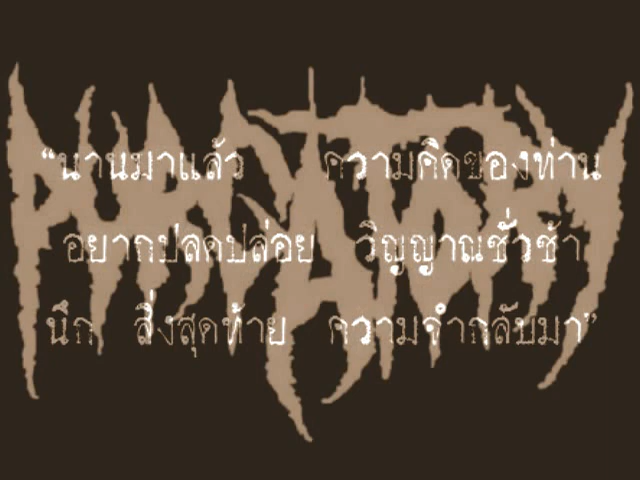 PURGATORY
“นานมาแล้ว ความคิดของท่าน
อยากปลดปล่อย วิญญาณชั่วช้า
นึก สิ่งสุดท้าย ความจำกลับมา”